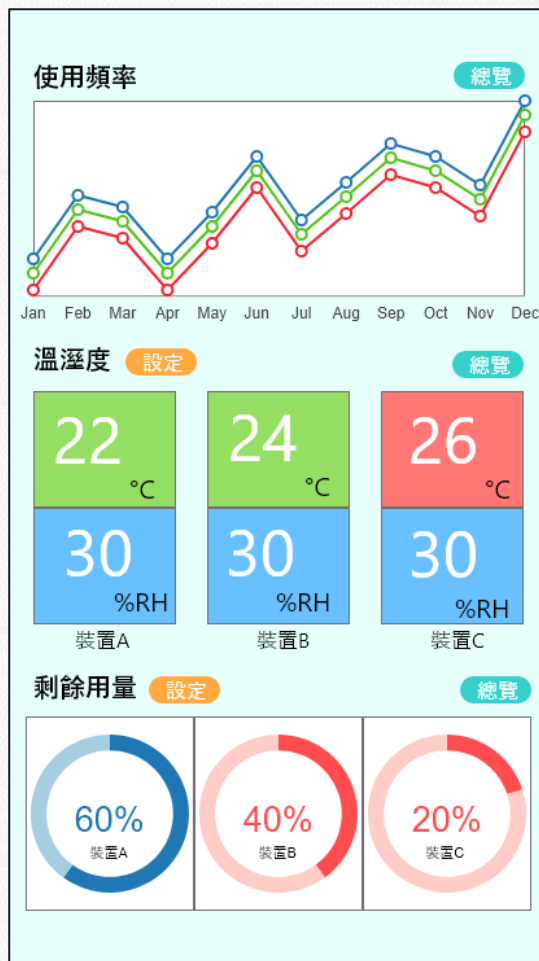 使用頻率 總覽
Jan Feb Mar Apr May Jun Jul Aug Sep Oct Nov Dec
溫溼度 設定 總覽
22 °C 24 °C 26 °C
30 %RH 30 %RH 30 %RH
裝置A 裝置B 裝置C
剩餘用量 設定 總覽
60% 40% 20%
裝置A 裝置B 裝置C